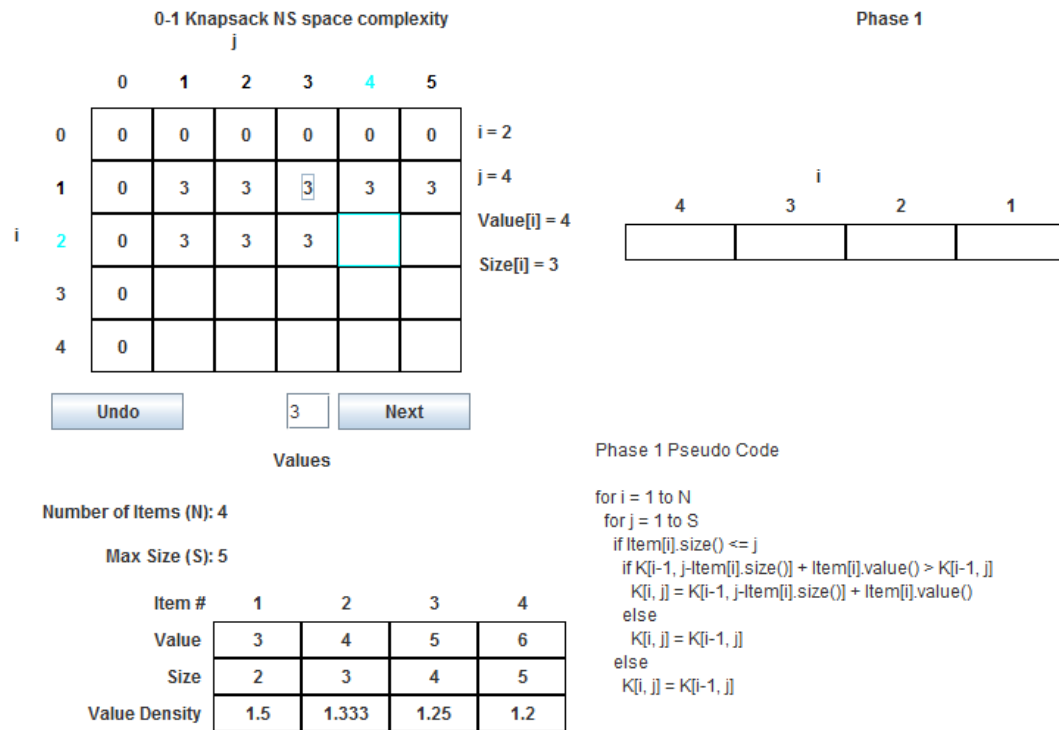 0-1 Knapsack NS space complexity
Phase 1
j
0 1 2 3 4 5
0 0 0 0 0 0 0 i = 2
1 0 3 3 3 3 3 j = 4
Value[i] = 4
i 2 0 3 3 3
Size[i] = 3
3 0
4 0
i
4 3 2 1
Undo 3 Next
Values
Number of Items (N): 4
Max Size (S): 5
Item # 1 2 3 4
Value 3 4 5 6
Size 2 3 4 5
Value Density 1.5 1.333 1.25 1.2
Phase 1 Pseudo Code
for i = 1 to N
for j = 1 to S
if Item[i].size() <= j
if K[i-1, j-Item[i].size()] + Item[i].value() > K[i-1, j]
K[i, j] = K[i-1, j-Item[i].size()] + Item[i].value()
else
K[i, j] = K[i-1, j]
else
K[i, j] = K[i-1, j]